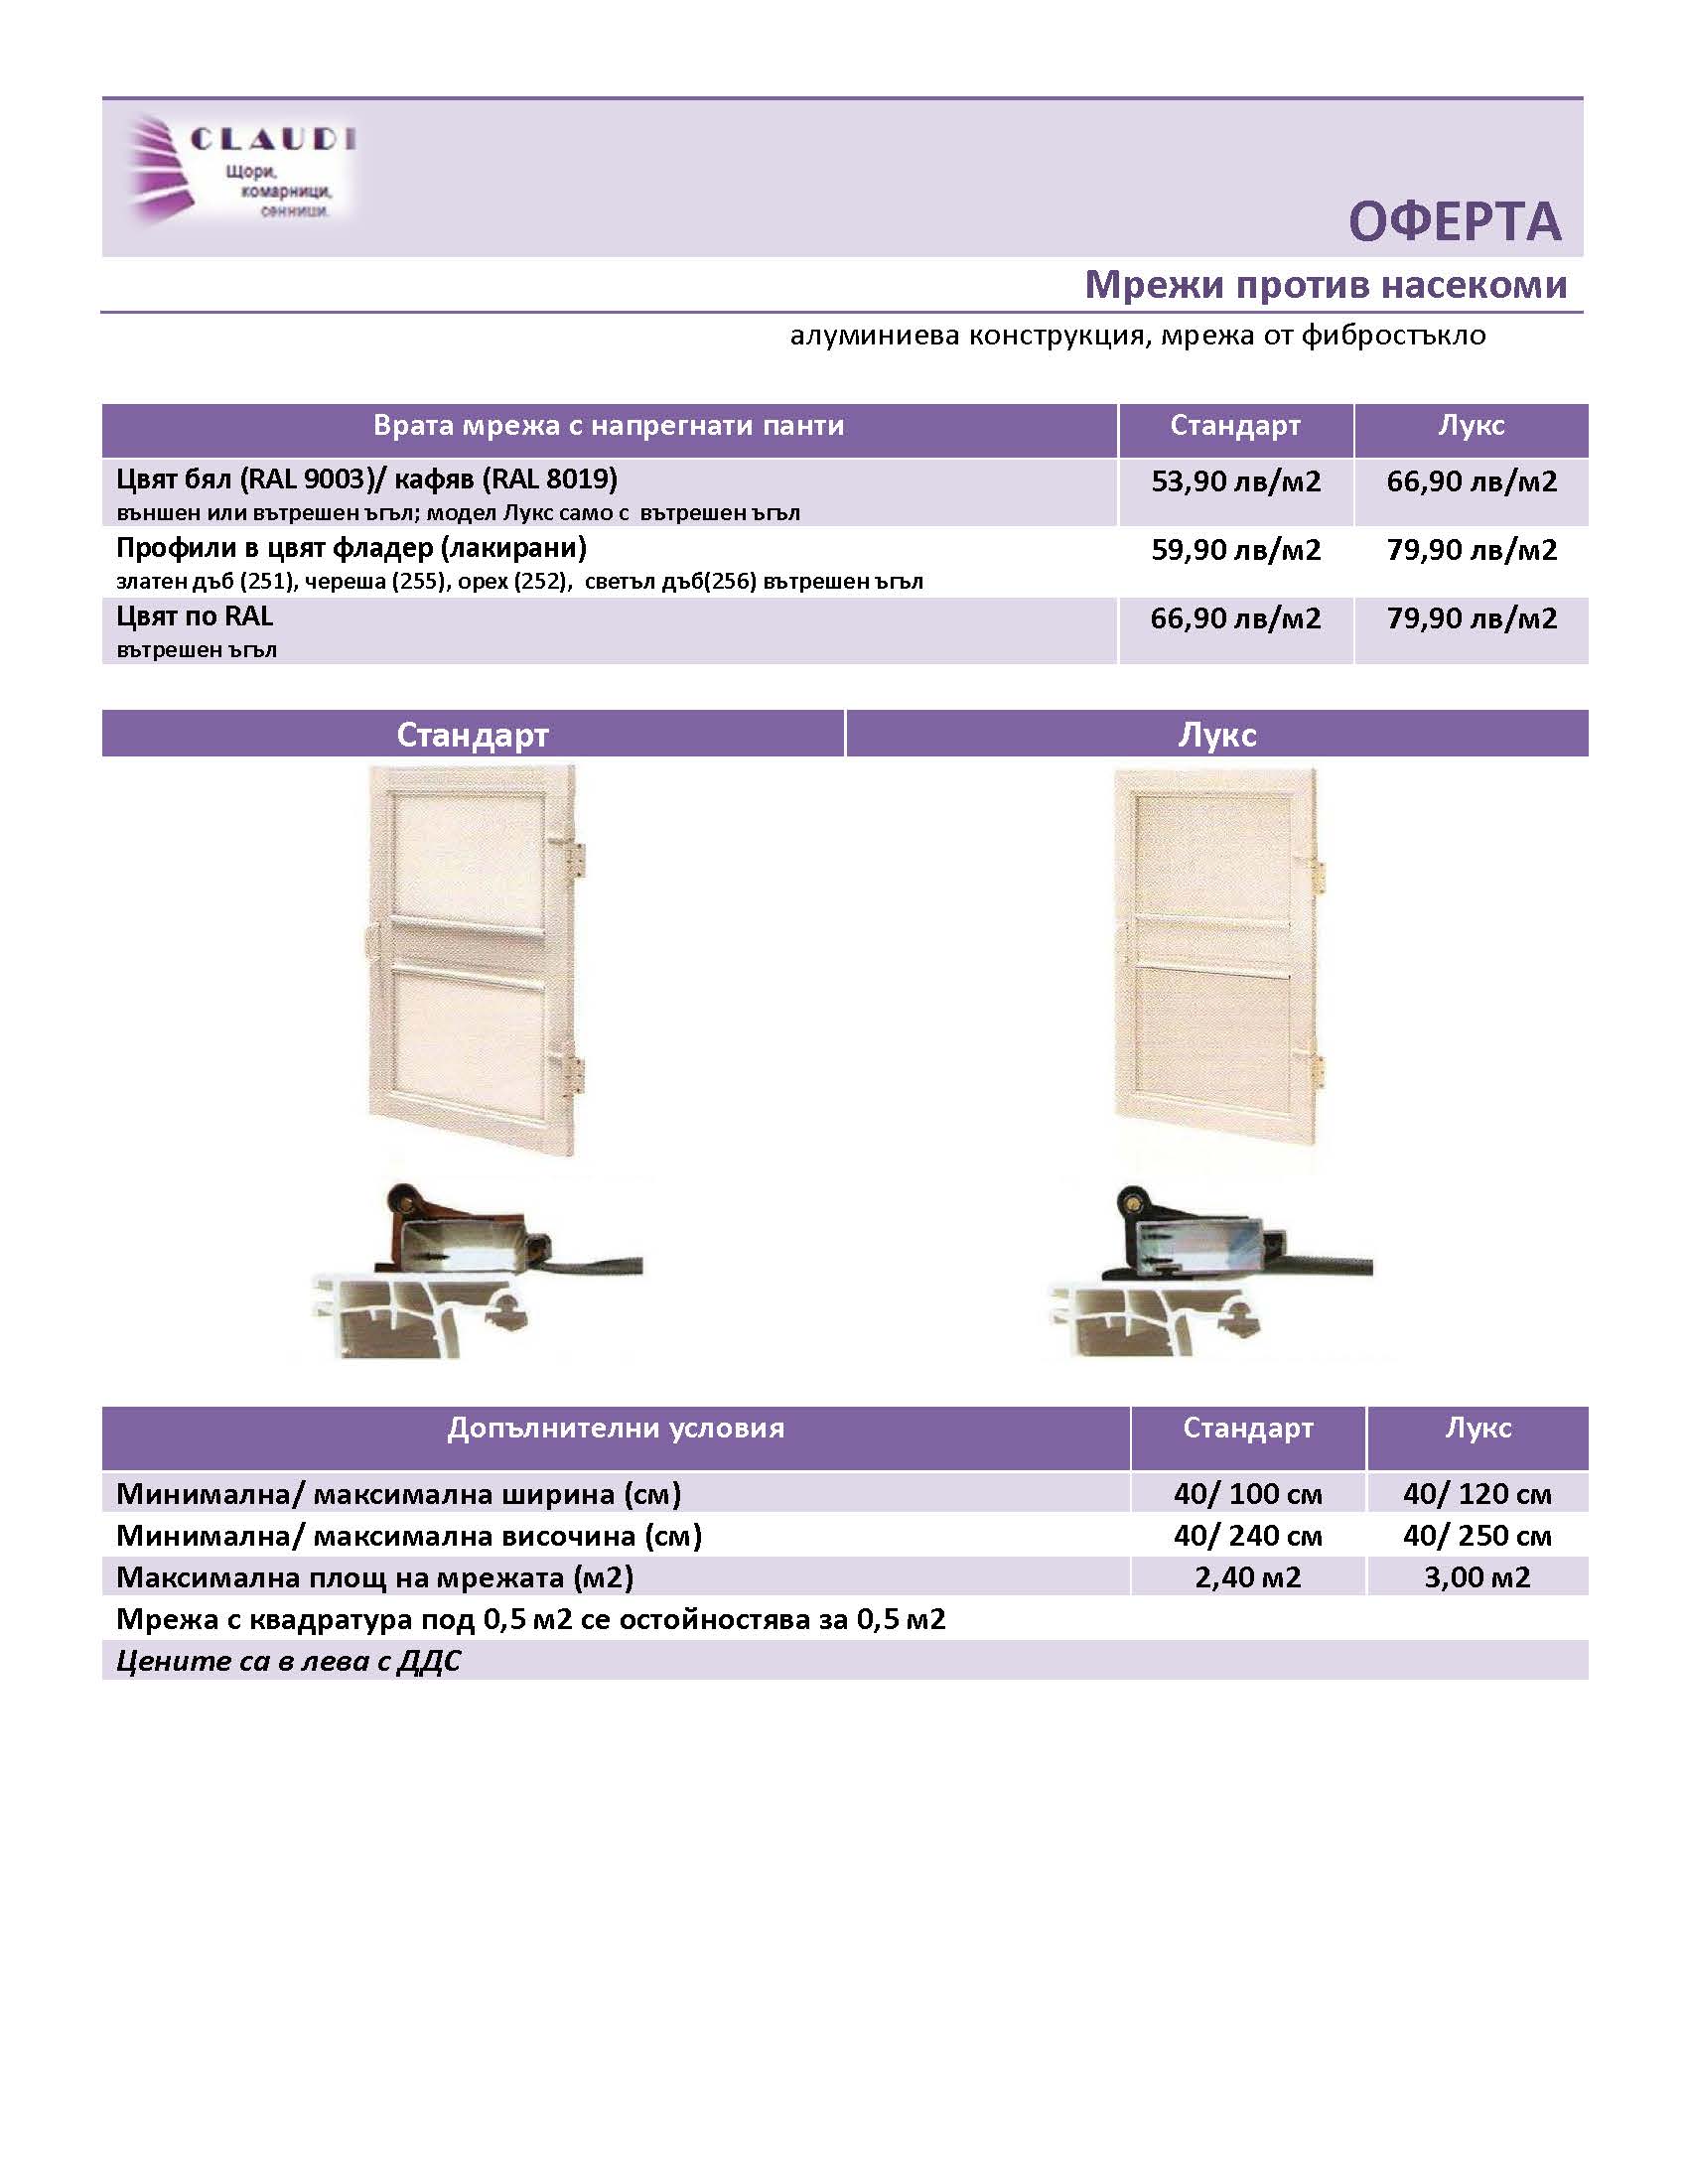 CLAUDI
Щори,
комарници,
сенници.
ОФЕРТА
Мрежи против насекоми
алуминиева конструкция, мрежа от фибростъкло
Врата мрежа с напрегнати панти Стандарт Лукс
Цвят бял (RAL 9003)/ кафяв (RAL 8019) 53,90 лв/м2 66,90 лв/м2
външен или вътрешен ъгъл; модел Лукс само с вътрешен ъгъл
Профили в цвят фладер (лакирани) 59,90 лв/м2 79,90 лв/м2
златен дъб (251), череша (255), орех (252), светъл дъб(256) вътрешен ъгъл
Цвят по RAL 66,90 лв/м2 79,90 лв/м2
вътрешен ъгъл
Стандарт Лукс
Допълнителни условия Стандарт Лукс
Минимална/ максимална ширина (см) 40/ 100 см 40/ 120 см
Минимална/ максимална височина (см) 40/ 240 см 40/ 250 см
Максимална площ на мрежата (м2) 2,40 м2 3,00 м2
Мрежа с квадратура под 0,5 м2 се остойностява за 0,5 м2
Цените са в лева с ДДС